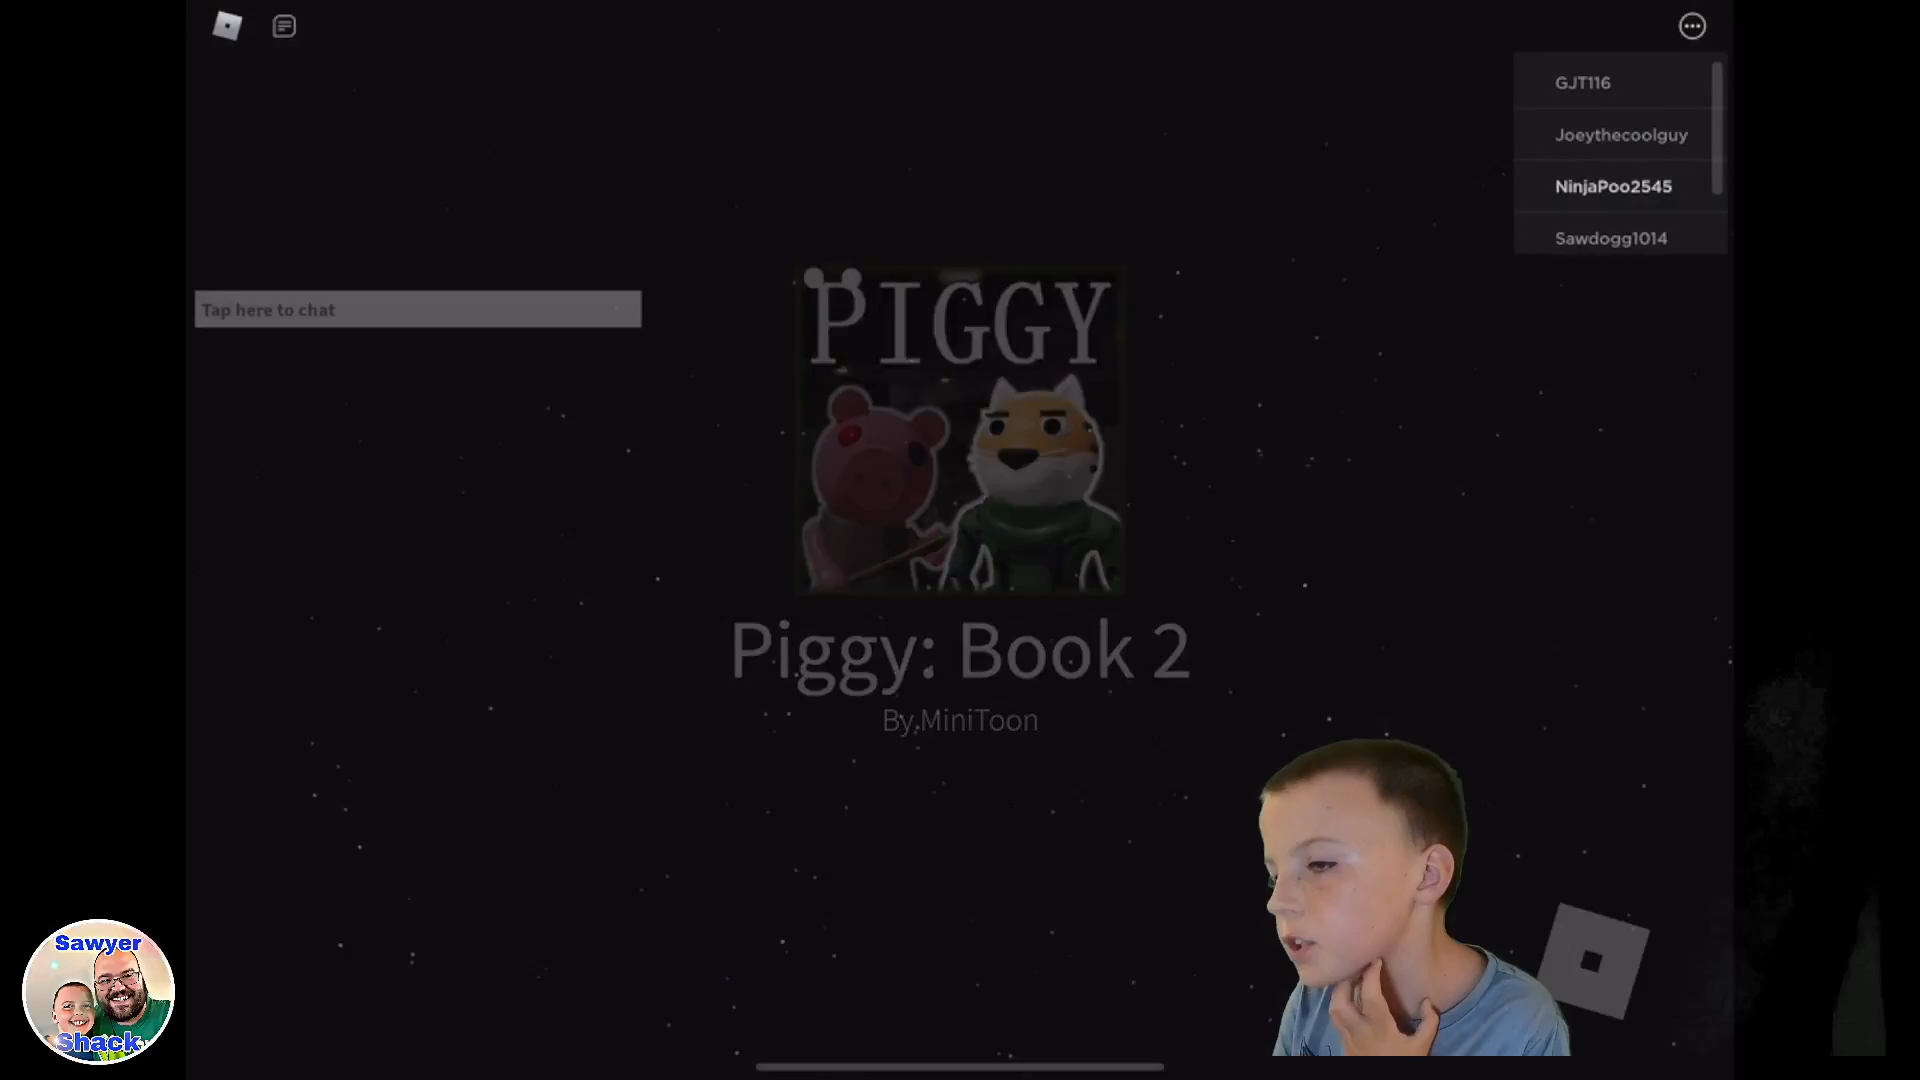 GJT116
Joeythecoolguy
NinjaPoo2545
Sawdogg1014
Tap here to chat
PIGGY
Piggy: Book 2
By MiniToon
Sawyer
Shack